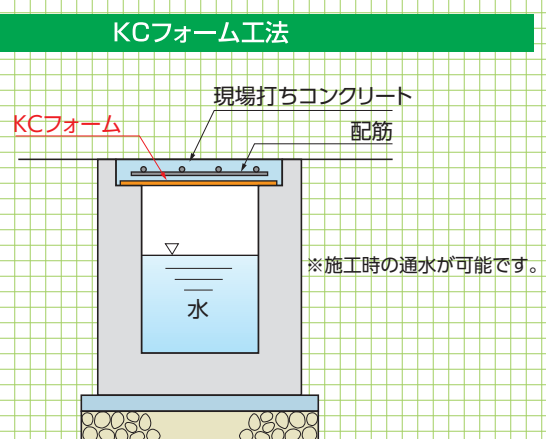 KCフォーム工法
現場打ちコンクリート
KCフォーム
配筋
※施工時の通水が可能です。
水